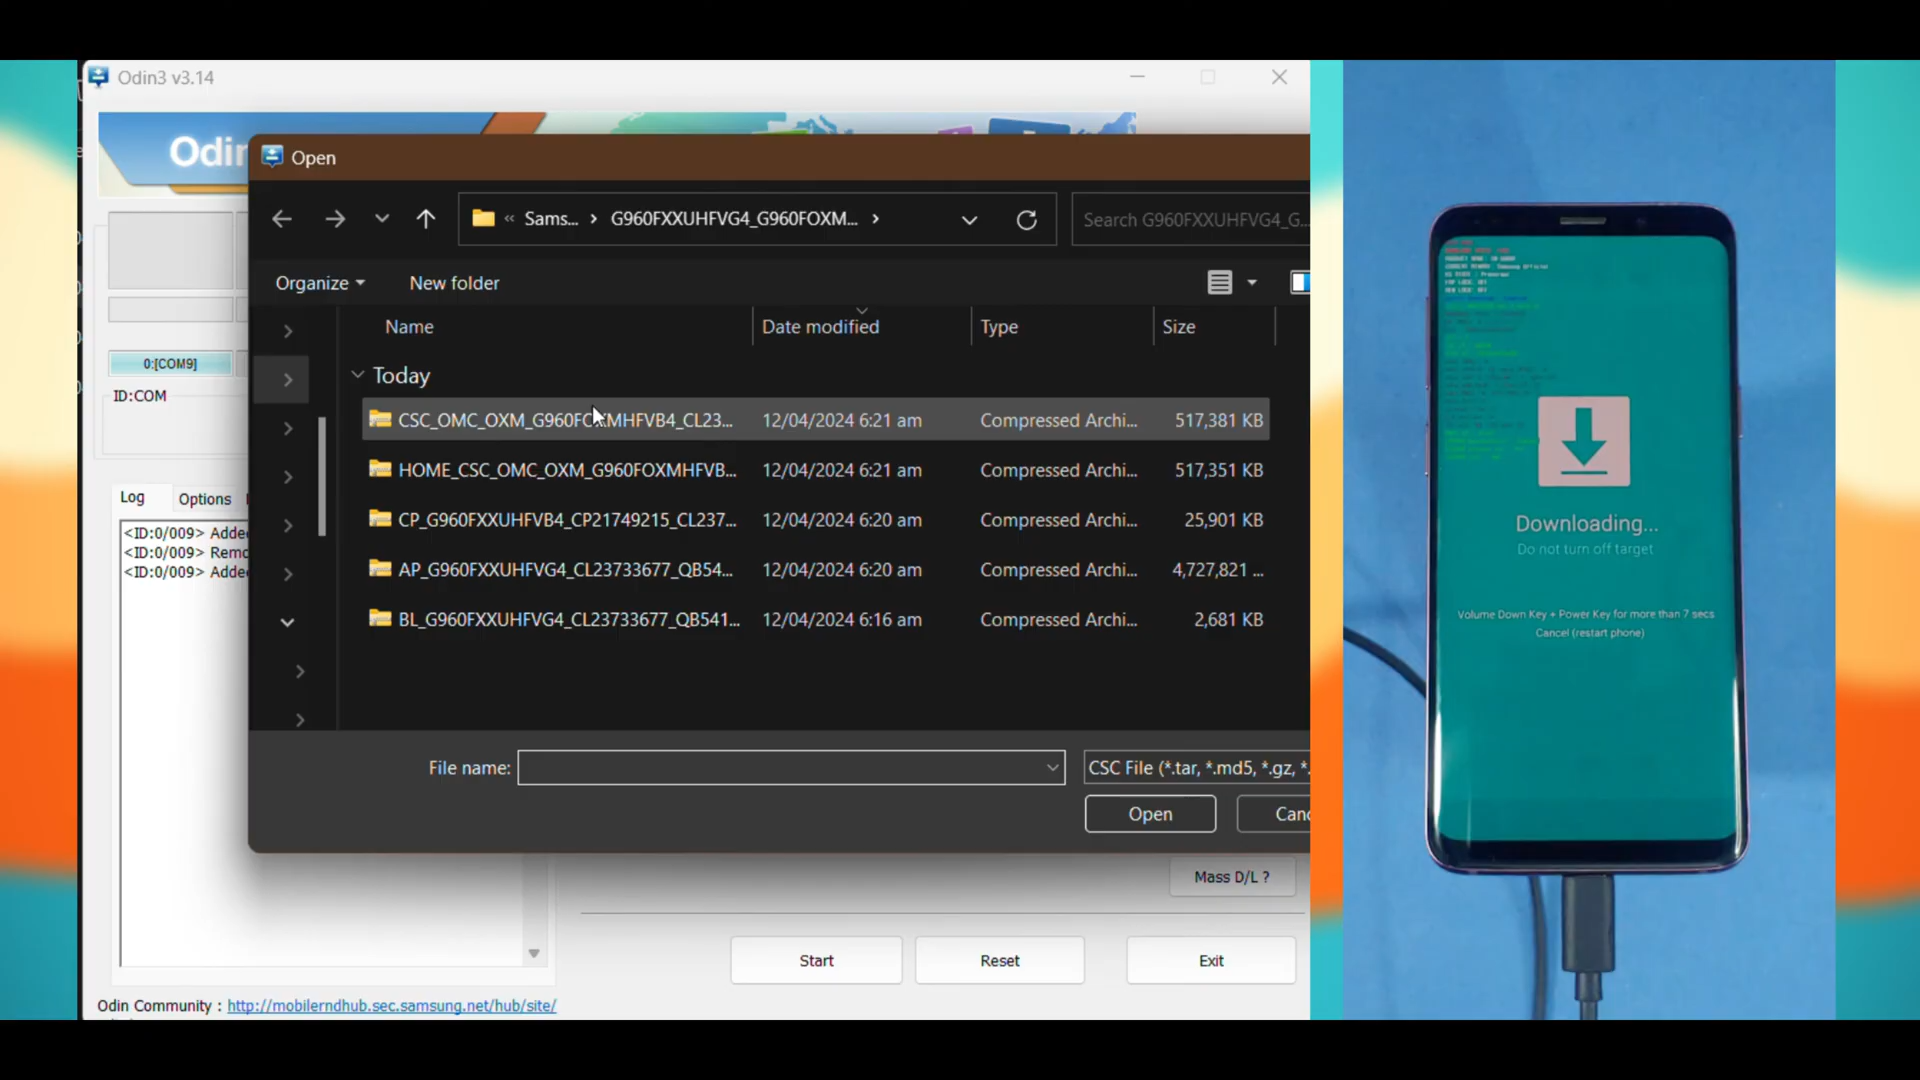 Odin3 v3.14
Odin
Open
« Sams... > G960FXXUHFVG4_G960FOXM... >
Search G960FXXUHFVG4_G...
Organize
New folder
Name
Date modified
Type
Size
Today
CSC_OMC_OXM_G960FOXMHFVB4_CL23... 12/04/2024 6:21 am Compressed Archi... 517,381 KB
HOME_CSC_OMC_OXM_G960FOXMHFVB... 12/04/2024 6:21 am Compressed Archi... 517,351 KB
CP_G960FXXUHFVB4_CP21749215_CL237... 12/04/2024 6:20 am Compressed Archi... 25,901 KB
AP_G960FXXUHFVG4_CL23733677_QB54... 12/04/2024 6:20 am Compressed Archi... 4,727,821 ...
BL_G960FXXUHFVG4_CL23733677_QB541... 12/04/2024 6:16 am Compressed Archi... 2,681 KB
File name:
CSC File (*.tar, *.md5, *.gz, *.
Open
Canc
0:[COM9]
ID:COM
Log
Options
<ID:0/009> Adde
<ID:0/009> Remo
<ID:0/009> Adde
Mass D/L ?
Start
Reset
Exit
Odin Community : http://mobilerndhub.sec.samsung.net/hub/site/
Downloading...
Do not turn off target
Volume Down Key + Power Key for more than 7 secs
Cancel (restart phone)